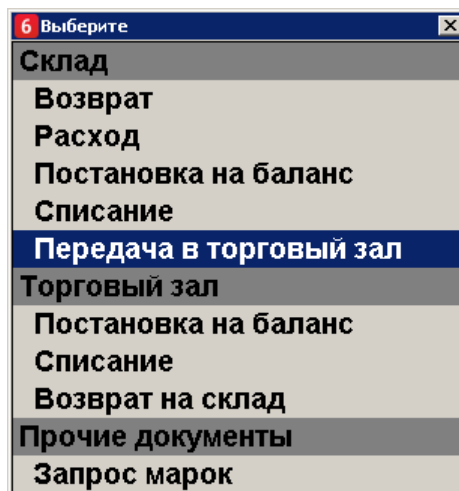 6 Выберите
Склад
Возврат
Расход
Постановка на баланс
Списание
Передача в торговый зал
Торговый зал
Постановка на баланс
Списание
Возврат на склад
Прочие документы
Запрос марок